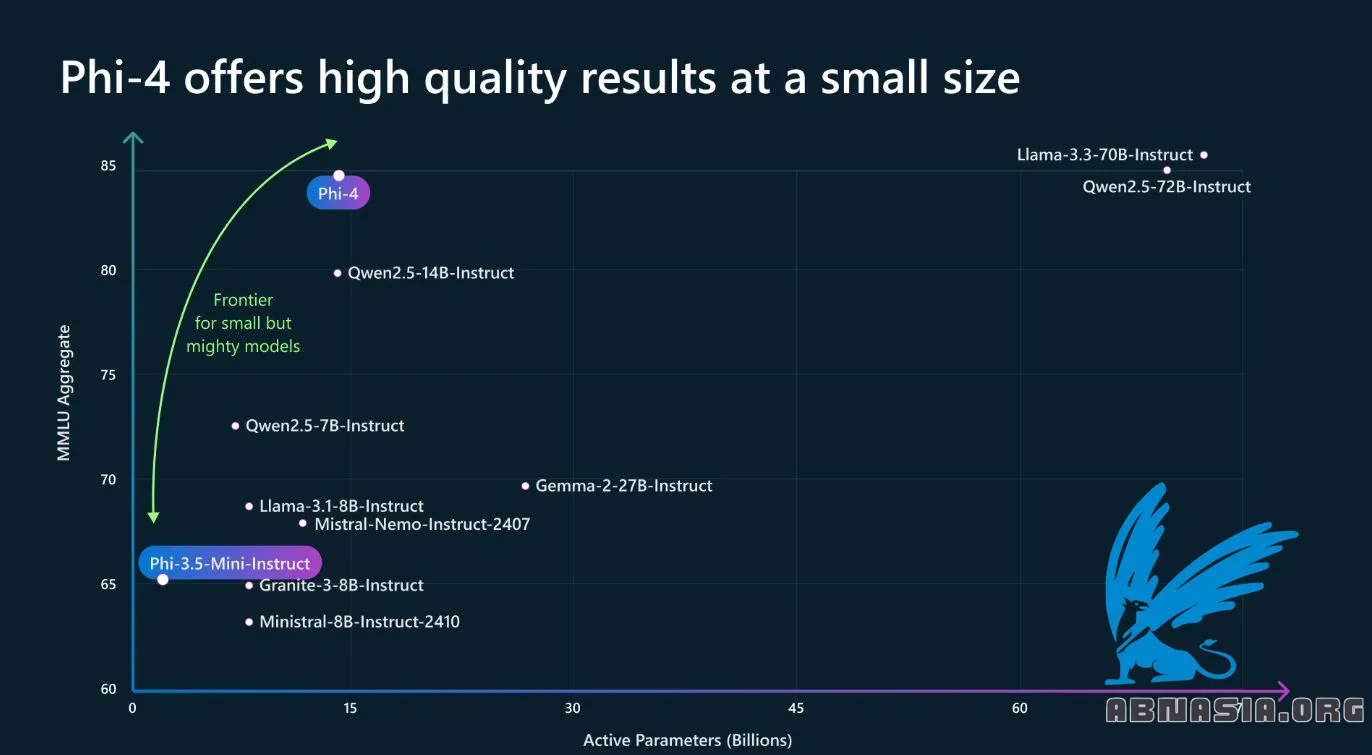 Phi-4 offers high quality results at a small size
85
Llama-3.3-70B-Instruct
Qwen2.5-72B-Instruct
Phi-4
80
Qwen2.5-14B-Instruct
Frontier
for small but
mighty models
MMLU Aggregate
75
Qwen2.5-7B-Instruct
70
Gemma-2-27B-Instruct
Llama-3.1-8B-Instruct
Mistral-Nemo-Instruct-2407
Phi-3.5-Mini-Instruct
65
Granite-3-8B-Instruct
Ministral-8B-Instruct-2410
60
0
15
30
45
60
ABNASIA.ORG
Active Parameters (Billions)